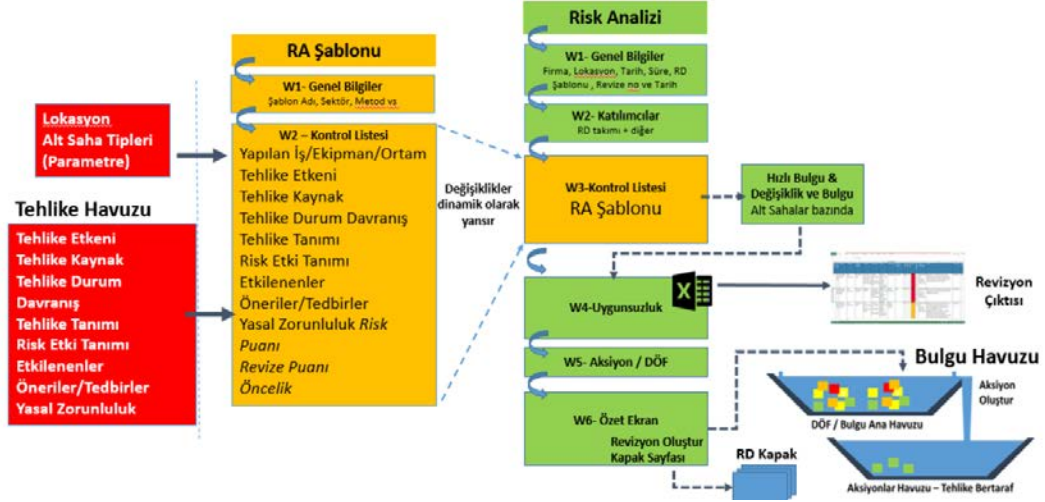 Lokasyon
Alt Saha Tipleri
(Parametre)
Tehlike Havuzu
Tehlike Etkeni
Tehlike Kaynak
Tehlike Durum
Davranış
Tehlike Tanımı
Risk Etki Tanımı
Etkilenenler
Öneriler/Tedbirler
Yasal Zorunluluk
RA Şablonu
W1- Genel Bilgiler
Şablon Adı, Sektör, Metod vs
W2 – Kontrol Listesi
Yapılan İş/Ekipman/Ortam
Tehlike Etkeni
Tehlike Kaynak
Tehlike Durum Davranış
Tehlike Tanımı
Risk Etki Tanımı
Etkilenenler
Öneriler/Tedbirler
Yasal Zorunluluk Risk
Puanı
Revize Puanı
Öncelik
Değişiklikler
dinamik olarak
yansır
Risk Analizi
W1- Genel Bilgiler
Firma, Lokasyon, Tarih, Süre, RD
Şablonu , Revize no ve Tarih
W2- Katılımcılar
RD takımı + diğer
W3-Kontrol Listesi
RA Şablonu
W4-Uygunsuzluk
W5- Aksiyon / DÖF
W6- Özet Ekran
Revizyon Oluştur
Kapak Sayfası
Hızlı Bulgu &
Değişiklik ve Bulgu
Alt Sahalar bazında
X
Revizyon
Çıktısı
Bulgu Havuzu
Aksiyon
Oluştur
DÖF / Bulgu Ana Havuzu
RD Kapak
Aksiyonlar Havuzu – Tehlike Bertaraf